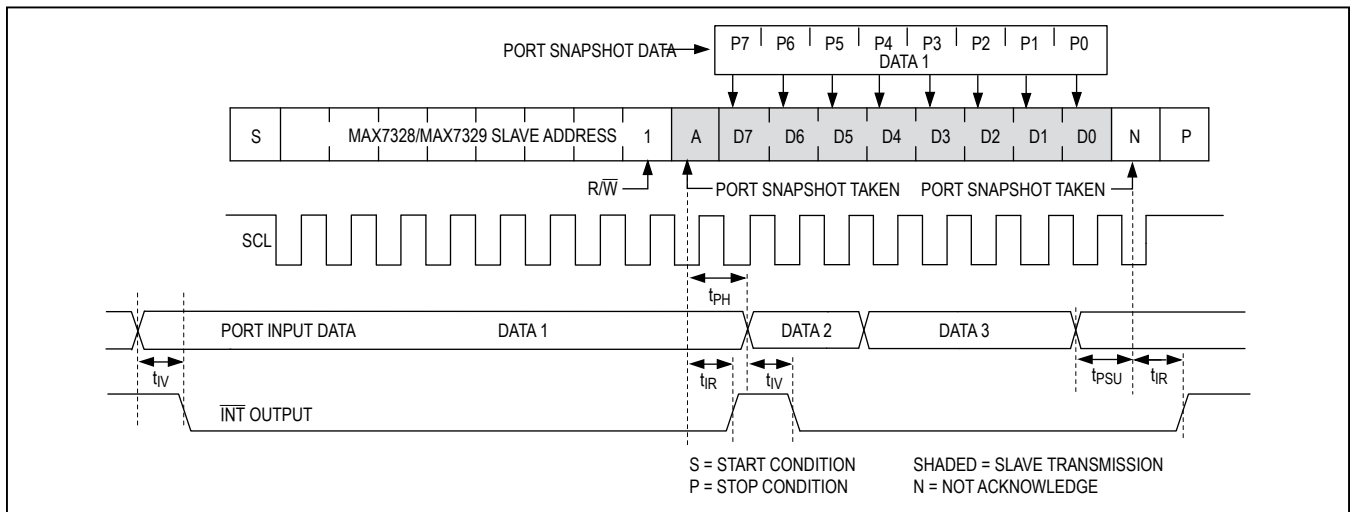 PORT SNAPSHOT DATA
P7 P6 P5 P4 P3 P2 P1 P0
DATA 1
S MAX7328/MAX7329 SLAVE ADDRESS 1 A D7 D6 D5 D4 D3 D2 D1 D0 N P
R/W̅ PORT SNAPSHOT TAKEN PORT SNAPSHOT TAKEN
SCL
tPH
PORT INPUT DATA DATA 1 DATA 2 DATA 3
tIV tIR tIV tPSU tIR
I̅N̅T̅ OUTPUT
S = START CONDITION SHADED = SLAVE TRANSMISSION
P = STOP CONDITION N = NOT ACKNOWLEDGE